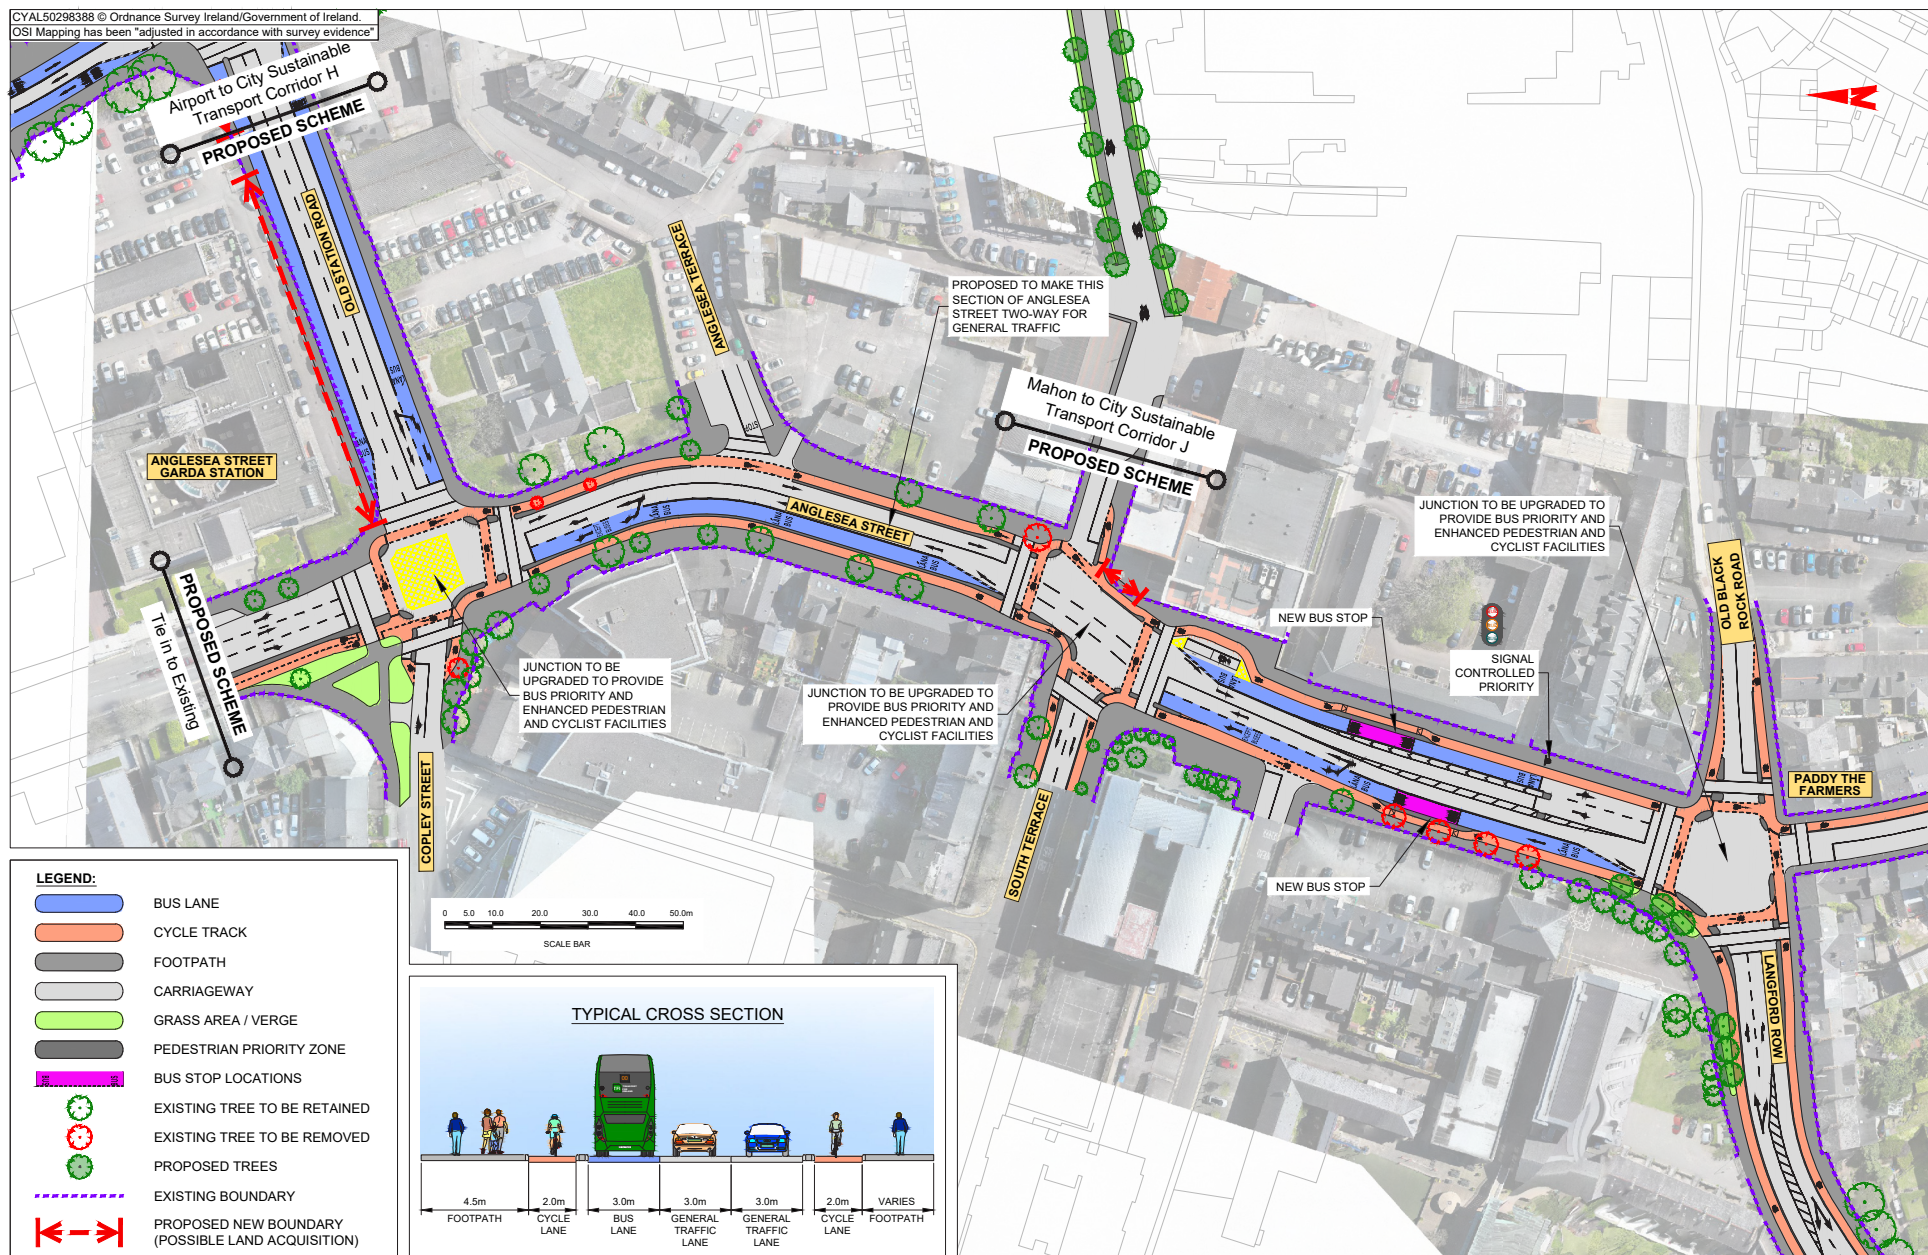 CYAL50298388 © Ordnance Survey Ireland/Government of Ireland.
OSI Mapping has been "adjusted in accordance with survey evidence"
Airport to City Sustainable
Transport Corridor H
PROPOSED SCHEME
OLD STATION ROAD
ANGLESEA TERRACE
PROPOSED TO MAKE THIS
SECTION OF ANGLESEA
STREET TWO-WAY FOR
GENERAL TRAFFIC
Mahon to City Sustainable
Transport Corridor J
PROPOSED SCHEME
N
ANGLESEA STREET
GARDA STATION
STOP
ANGLESEA STREET
JUNCTION TO BE UPGRADED TO
PROVIDE BUS PRIORITY AND
ENHANCED PEDESTRIAN AND
CYCLIST FACILITIES
OLD BLACK
ROCK ROAD
PROPOSED SCHEME
Tie in to Existing
NEW BUS STOP
SIGNAL
CONTROLLED
PRIORITY
JUNCTION TO BE
UPGRADED TO PROVIDE
BUS PRIORITY AND
ENHANCED PEDESTRIAN
AND CYCLIST FACILITIES
JUNCTION TO BE UPGRADED TO
PROVIDE BUS PRIORITY AND
ENHANCED PEDESTRIAN AND
CYCLIST FACILITIES
PADDY THE
FARMERS
COPLEY STREET
SOUTH TERRACE
NEW BUS STOP
LANGFORD ROW
LÁNA
BUS
LEGEND:
BUS LANE
CYCLE TRACK
FOOTPATH
CARRIAGEWAY
GRASS AREA / VERGE
PEDESTRIAN PRIORITY ZONE
BUS STOP LOCATIONS
EXISTING TREE TO BE RETAINED
EXISTING TREE TO BE REMOVED
PROPOSED TREES
EXISTING BOUNDARY
PROPOSED NEW BOUNDARY
(POSSIBLE LAND ACQUISITION)
0 5.0 10.0 20.0 30.0 40.0 50.0m
SCALE BAR
TYPICAL CROSS SECTION
4.5m 2.0m 3.0m 3.0m 3.0m 2.0m VARIES
FOOTPATH CYCLE LANE BUS LANE GENERAL TRAFFIC LANE GENERAL TRAFFIC LANE CYCLE LANE FOOTPATH